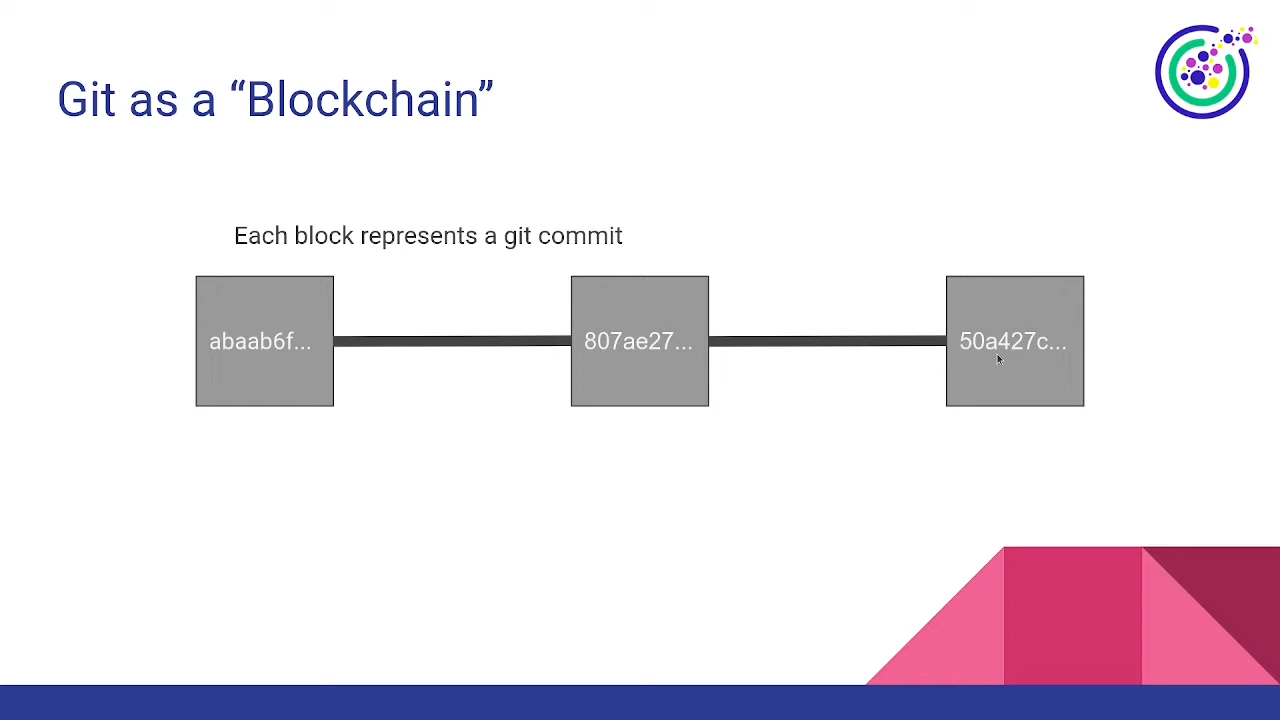 Git as a “Blockchain”
Each block represents a git commit
abaab6f...
807ae27...
50a427c...